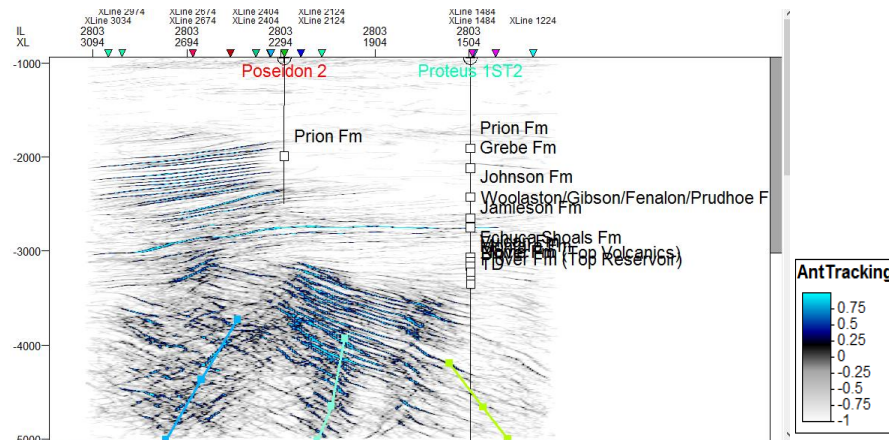 XLine 2974 XLine 2674 XLine 2404 XLine 2124 XLine 1484
XLine 3034 XLine 2674 XLine 2404 XLine 2124 XLine 1484 XLine 1224
IL 2803 2803 2803 2803 2803
XL 3094 2694 2294 1904 1504
-1000
Poseidon 2
Proteus 1ST2
Prion Fm
Prion Fm
Grebe Fm
-2000
Johnson Fm
Woolaston/Gibson/Fenalon/Prudhoe F
Jamieson Fm
Echuca Shoals Fm
(Top Volcanics)
Plover Fm (Top Reservoir)
TD
-3000
-4000
-5000
AntTracking
0.75
0.5
0.25
0
-0.25
-0.5
-0.75
-1